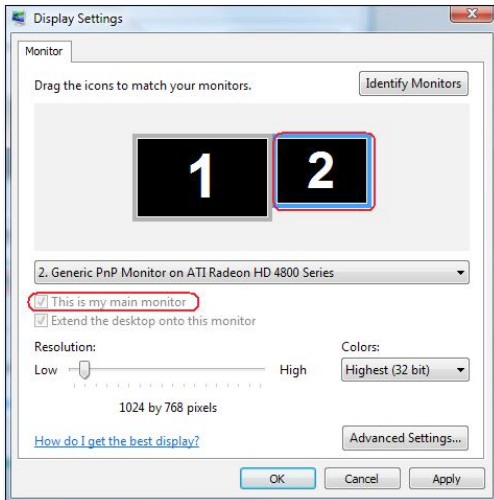 Display Settings
Monitor
Drag the icons to match your monitors.
Identify Monitors
1
2
2. Generic PnP Monitor on ATI Radeon HD 4800 Series
This is my main monitor
Extend the desktop onto this monitor
Resolution:
Colors:
Low
High
Highest (32 bit)
1024 by 768 pixels
How do I get the best display?
Advanced Settings...
OK
Cancel
Apply